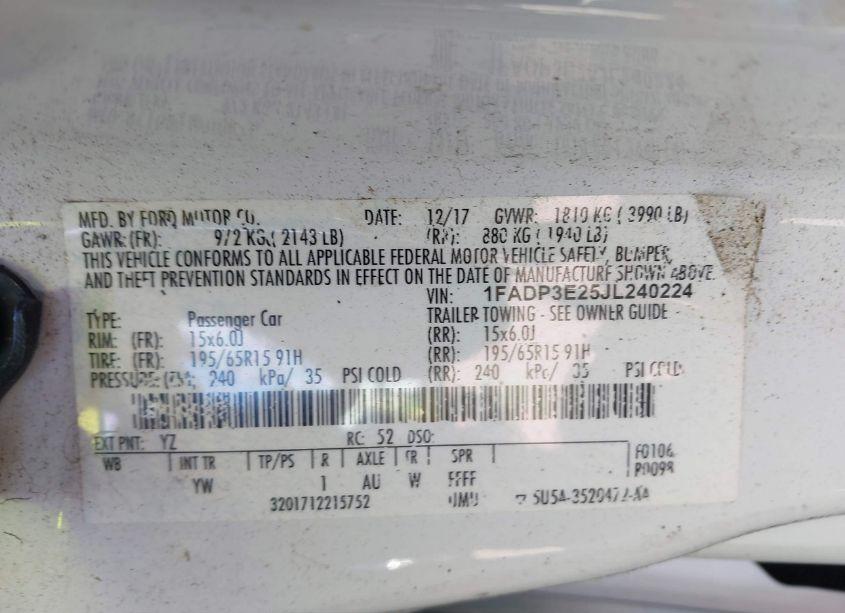 MFD. BY FORD MOTOR CO. DATE: 12/17 GVWR: 1810 KG ( 3990 LB)
GAWR: (FR): 972 KG ( 2143 LB) (RR): 880 KG ( 1940 LB)
THIS VEHICLE CONFORMS TO ALL APPLICABLE FEDERAL MOTOR VEHICLE SAFETY, BUMPER,
AND THEFT PREVENTION STANDARDS IN EFFECT ON THE DATE OF MANUFACTURE SHOWN ABOVE.
VIN: 1FADP3E25JL240224
TYPE: Passenger Car TRAILER TOWING - SEE OWNER GUIDE
RIM: (FR): 15x6.0J (RR): 15x6.0J
TIRE: (FR): 195/65R15 91H (RR): 195/65R15 91H
PRESSURE: (FR): 240 kPa/ 35 PSI COLD (RR): 240 kPa/ 35 PSI COLD
EXT PNT: YZ RC: 52 DSO:
WB INT TR TP/PS R AXLE TR SPR F0106
YW 1 AU W FFFF R0098
3201712215752